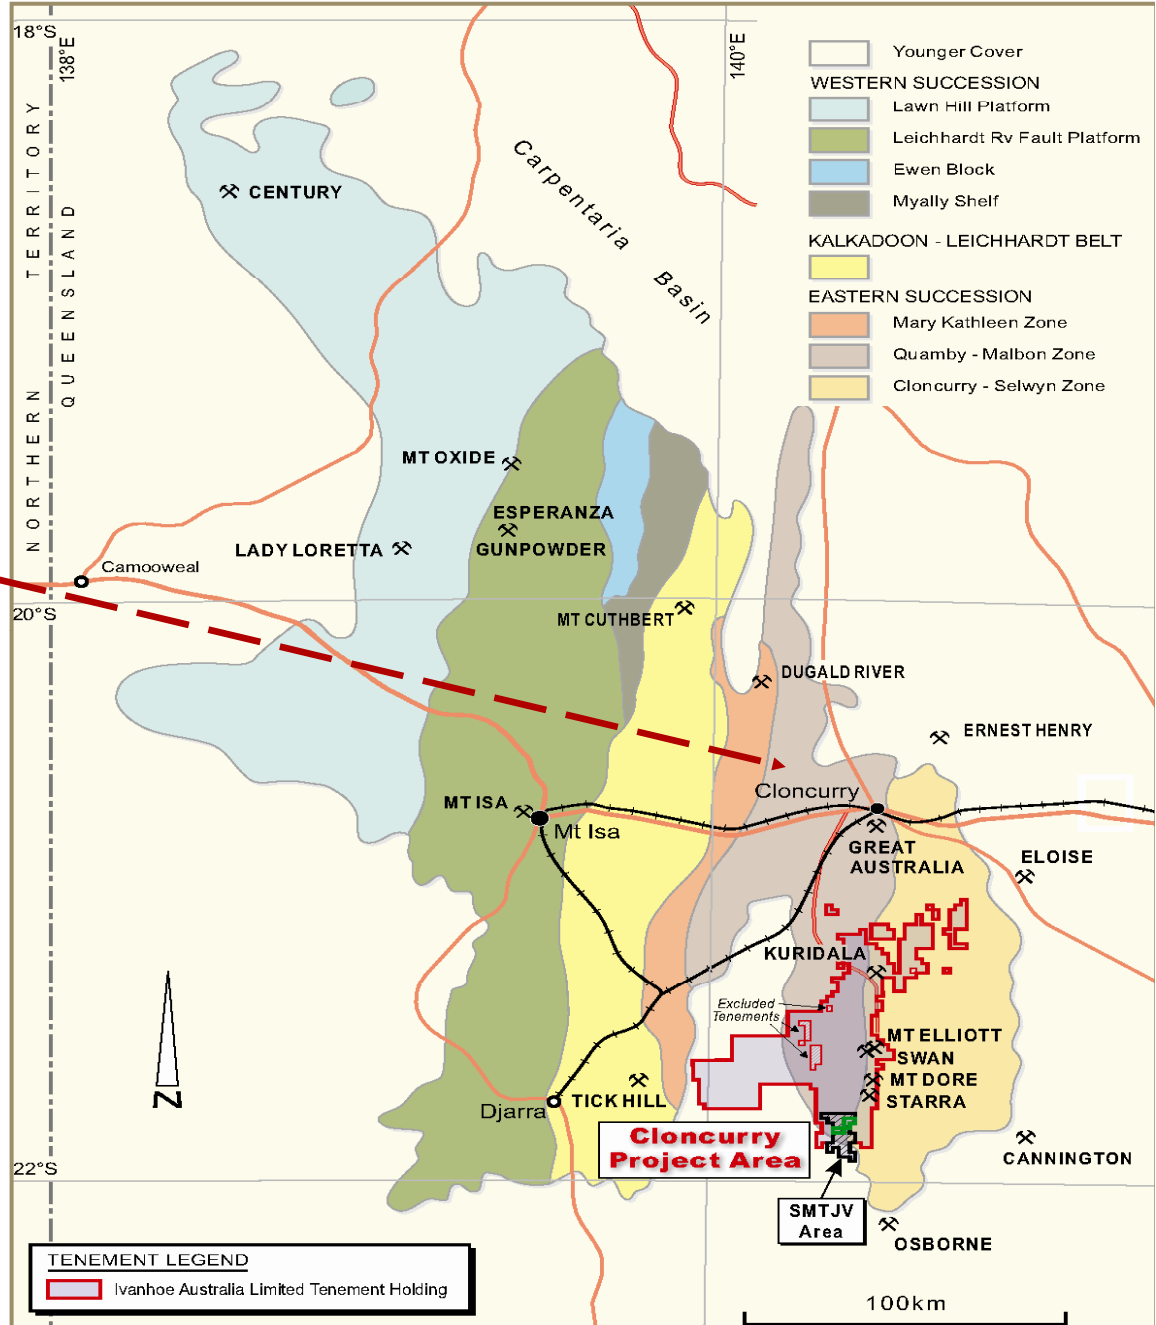 18°S
138°E
140°E
NORTHERN TERRITORY
QUEENSLAND
Younger Cover
WESTERN SUCCESSION
Lawn Hill Platform
Leichhardt Rv Fault Platform
Ewen Block
Myally Shelf
KALKADOON - LEICHHARDT BELT
EASTERN SUCCESSION
Mary Kathleen Zone
Quamby - Malbon Zone
Cloncurry - Selwyn Zone
Carpentaria Basin
CENTURY
MT OXIDE
ESPERANZA
GUNPOWDER
LADY LORETTA
Camooweal
20°S
MT CUTHBERT
DUGALD RIVER
ERNEST HENRY
Cloncurry
MT ISA
Mt Isa
GREAT
AUSTRALIA
ELOISE
KURIDALA
Excluded
Tenements
MT ELLIOTT
SWAN
MT DORE
STARRA
Djarra
TICK HILL
Cloncurry
Project Area
CANNINGTON
22°S
SMTJV
Area
OSBORNE
N
TENEMENT LEGEND
Ivanhoe Australia Limited Tenement Holding
100km